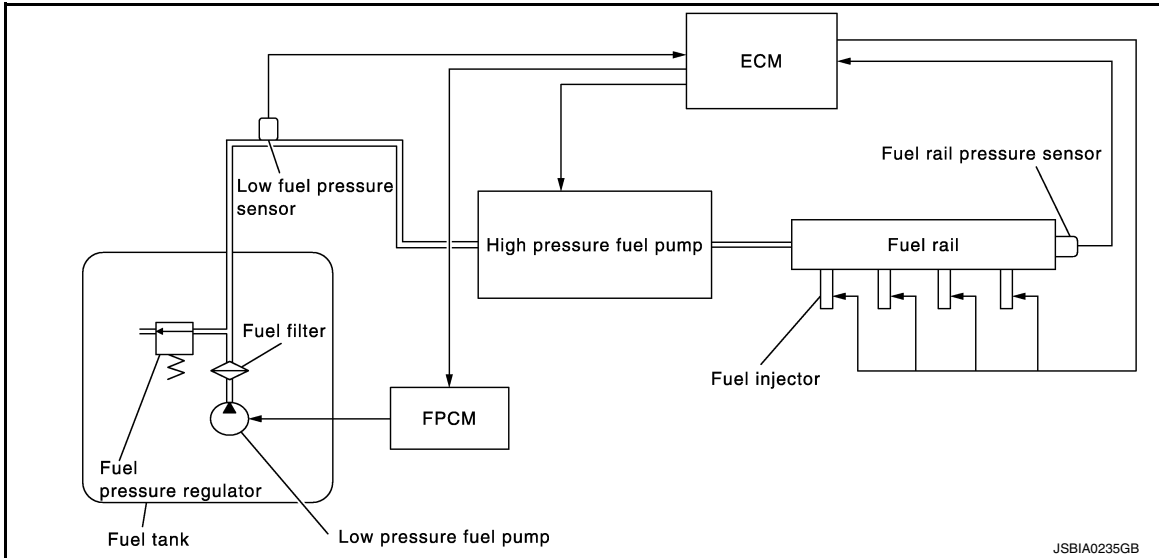 ECM
Fuel rail pressure sensor
Low fuel pressure
sensor
High pressure fuel pump
Fuel rail
Fuel filter
Fuel injector
FPCM
Fuel
pressure regulator
Fuel tank
Low pressure fuel pump
JSBIA0235GB